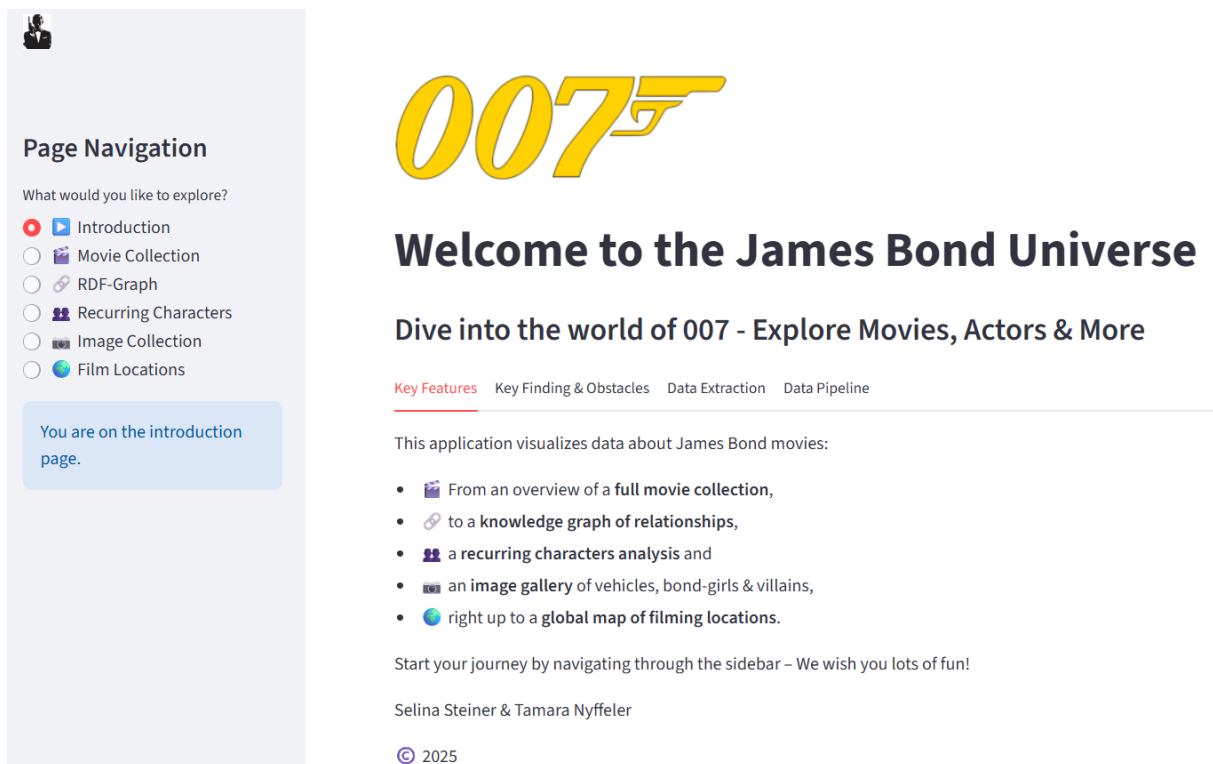 Page Navigation
What would you like to explore?
Introduction
Movie Collection
RDF-Graph
Recurring Characters
Image Collection
Film Locations
You are on the introduction
page.
007
Welcome to the James Bond Universe
Dive into the world of 007 - Explore Movies, Actors & More
Key Features Key Finding & Obstacles Data Extraction Data Pipeline
This application visualizes data about James Bond movies:
• 🎬 From an overview of a full movie collection,
• 🔗 to a knowledge graph of relationships,
• 👥 a recurring characters analysis and
• 📷 an image gallery of vehicles, bond-girls & villains,
• 🌍 right up to a global map of filming locations.
Start your journey by navigating through the sidebar – We wish you lots of fun!
Selina Steiner & Tamara Nyffeler
© 2025